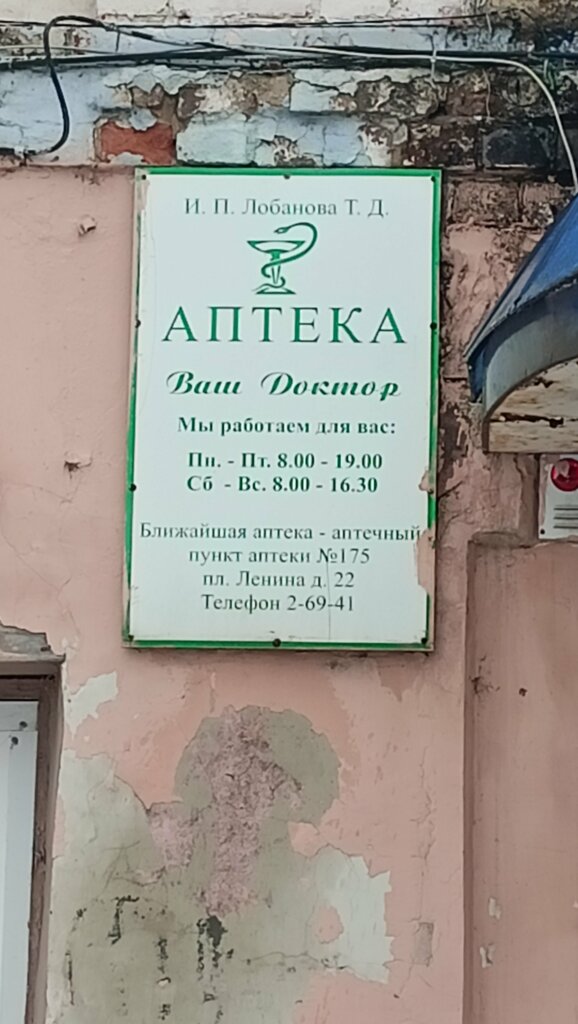 И. П. Лобанова Т. Д.
АПТЕКА
Ваш Доктор
Мы работаем для вас:
Пн. - Пт. 8.00 - 19.00
Сб - Вс. 8.00 - 16.30
Ближайшая аптека - аптечный
пункт аптеки №175
пл. Ленина д. 22
Телефон 2-69-41